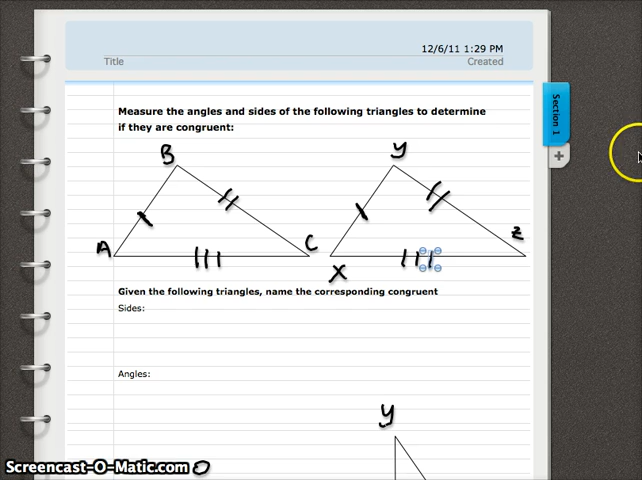 12/6/11 1:29 PM
Title Created
Section 1
+
Measure the angles and sides of the following triangles to determine
if they are congruent:
B y
A C z
X
Given the following triangles, name the corresponding congruent
Sides:
Angles:
y
Screencast-O-Matic.com